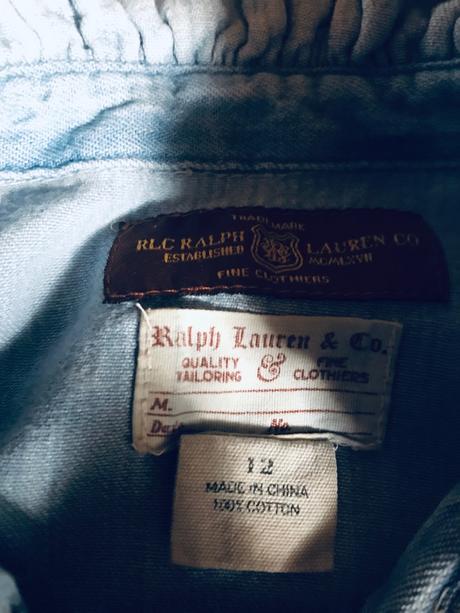 TRADEMARK
RLC RALPH LAUREN CO
ESTABLISHED MCMLXVII
FINE CLOTHIERS
Ralph Lauren & Co.
QUALITY & FINE
TAILORING CLOTHIERS
M.
No.
12
MADE IN CHINA
100% COTTON